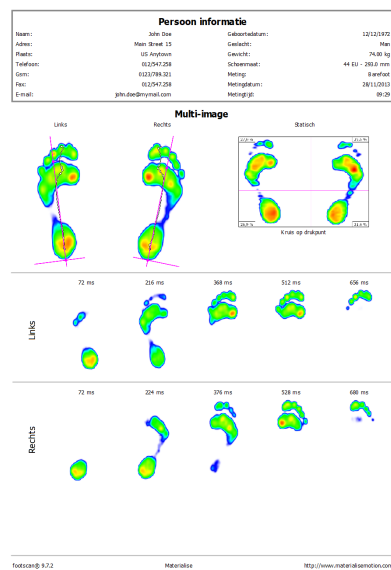 Persoon informatie
Naam: John Doe Geboortedatum: 12/12/1972
Adres: Main Street 15 Geslacht: Man
Plaats: US Anytown Gewicht: 74.00 kg
Telefoon: 012/547.258 Schoenmaat: 44 EU - 293.0 mm
Gsm: 0123/789.321 Meting: Barefoot
Fax: 012/547.258 Metingdatum: 28/11/2013
E-mail: john.doe@mymail.com Metingtijd: 09:29
Multi-image
Links Rechts Statisch
Kruis op drukpunt
72 ms 216 ms 368 ms 512 ms 656 ms
Links
72 ms 224 ms 376 ms 528 ms 688 ms
Rechts
footscan® 9.7.2 Materialise http://www.materialisemotion.com